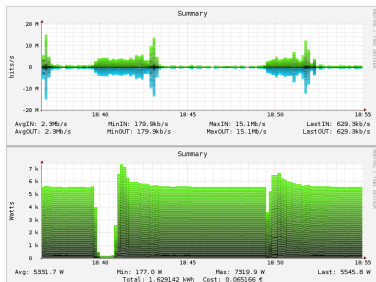 Summary
20 M
10 M
0
-10 M
-20 M
bits/s
18:40
18:45
18:50
18:55
AvgIN: 2.3Mb/s MinIN: 179.9kb/s MaxIN: 15.1Mb/s LastIN: 629.3kb/s
AvgOUT: 2.3Mb/s MinOUT: 179.9kb/s MaxOUT: 15.1Mb/s LastOUT: 629.3kb/s
Summary
7 k
6 k
5 k
4 k
3 k
2 k
1 k
0
Watts
18:40
18:45
18:50
18:55
Avg: 5331.7 W Min: 177.0 W Max: 7319.9 W Last: 5545.8 W
Total: 1.629142 kWh Cost: 0.065166 €